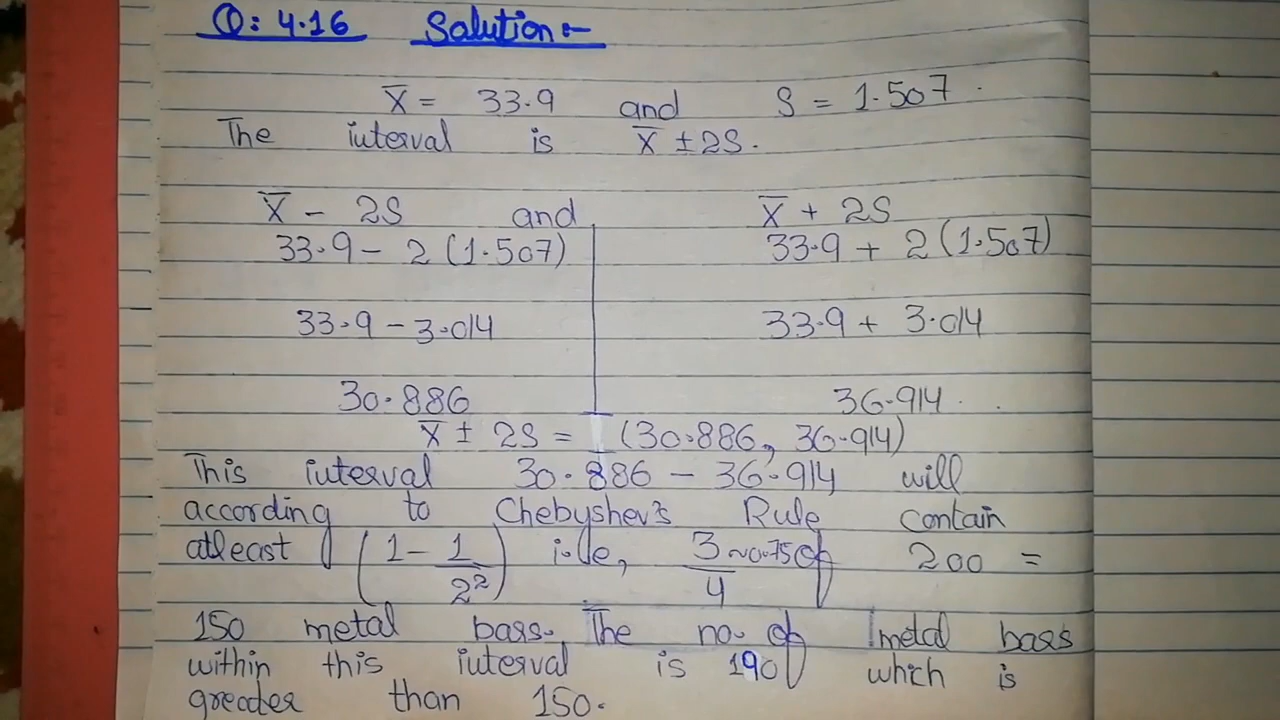 Q: 4.16 Solution:-
X̅ = 33.9 and S = 1.507.
The interval is X̅ ± 2S.
X̅ - 2S and X̅ + 2S
33.9 - 2 (1.507) 33.9 + 2 (1.507)
33.9 - 3.014 33.9 + 3.014
30.886 36.914
X̅ ± 2S = (30.886, 36.914)
This interval 30.886 - 36.914 will
according to Chebyshev's Rule contain
atleast (1 - 1/2²) i.e, 3/4 ~0.75 of 200 =
150 metal bars. The no. of metal bars
within this interval is 190 which is
greater than 150.